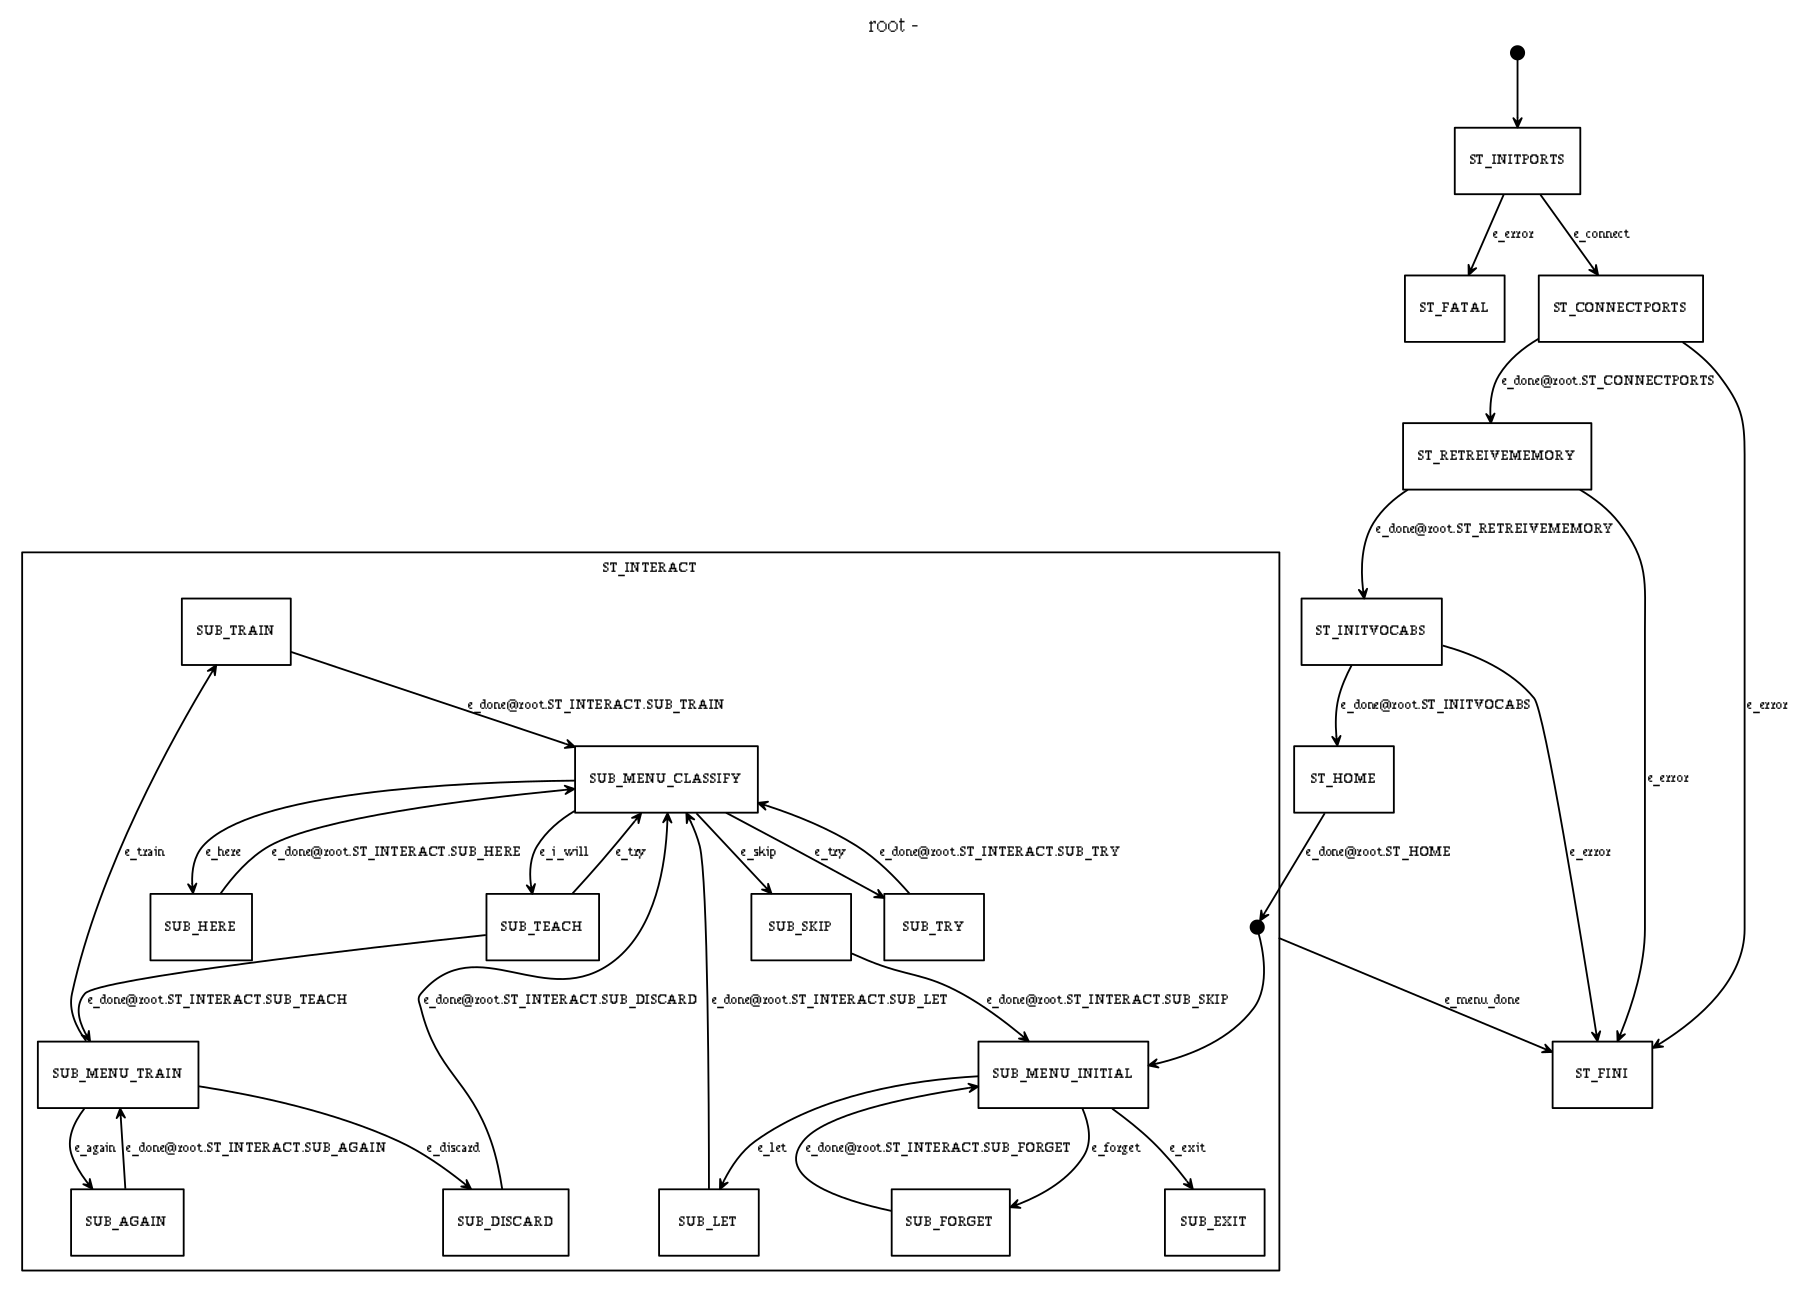 root -
ST_INITPORTS
e_error
e_connect
ST_FATAL
ST_CONNECTPORTS
e_done@root.ST_CONNECTPORTS
ST_RETREIVEMEMORY
e_done@root.ST_RETREIVEMEMORY
ST_INTERACT
SUB_TRAIN
ST_INITVOCABS
e_done@root.ST_INTERACT.SUB_TRAIN
e_done@root.ST_INITVOCABS
e_error
SUB_MENU_CLASSIFY
ST_HOME
e_error
e_train
e_here
e_done@root.ST_INTERACT.SUB_HERE
e_i_will
e_try
e_skip
e_try
e_done@root.ST_INTERACT.SUB_TRY
e_done@root.ST_HOME
e_error
SUB_HERE
SUB_TEACH
SUB_SKIP
SUB_TRY
e_done@root.ST_INTERACT.SUB_TEACH
e_done@root.ST_INTERACT.SUB_DISCARD
e_done@root.ST_INTERACT.SUB_LET
e_done@root.ST_INTERACT.SUB_SKIP
e_menu_done
SUB_MENU_TRAIN
SUB_MENU_INITIAL
ST_FINI
e_again
e_done@root.ST_INTERACT.SUB_AGAIN
e_discard
e_let
e_done@root.ST_INTERACT.SUB_FORGET
e_forget
e_exit
SUB_AGAIN
SUB_DISCARD
SUB_LET
SUB_FORGET
SUB_EXIT